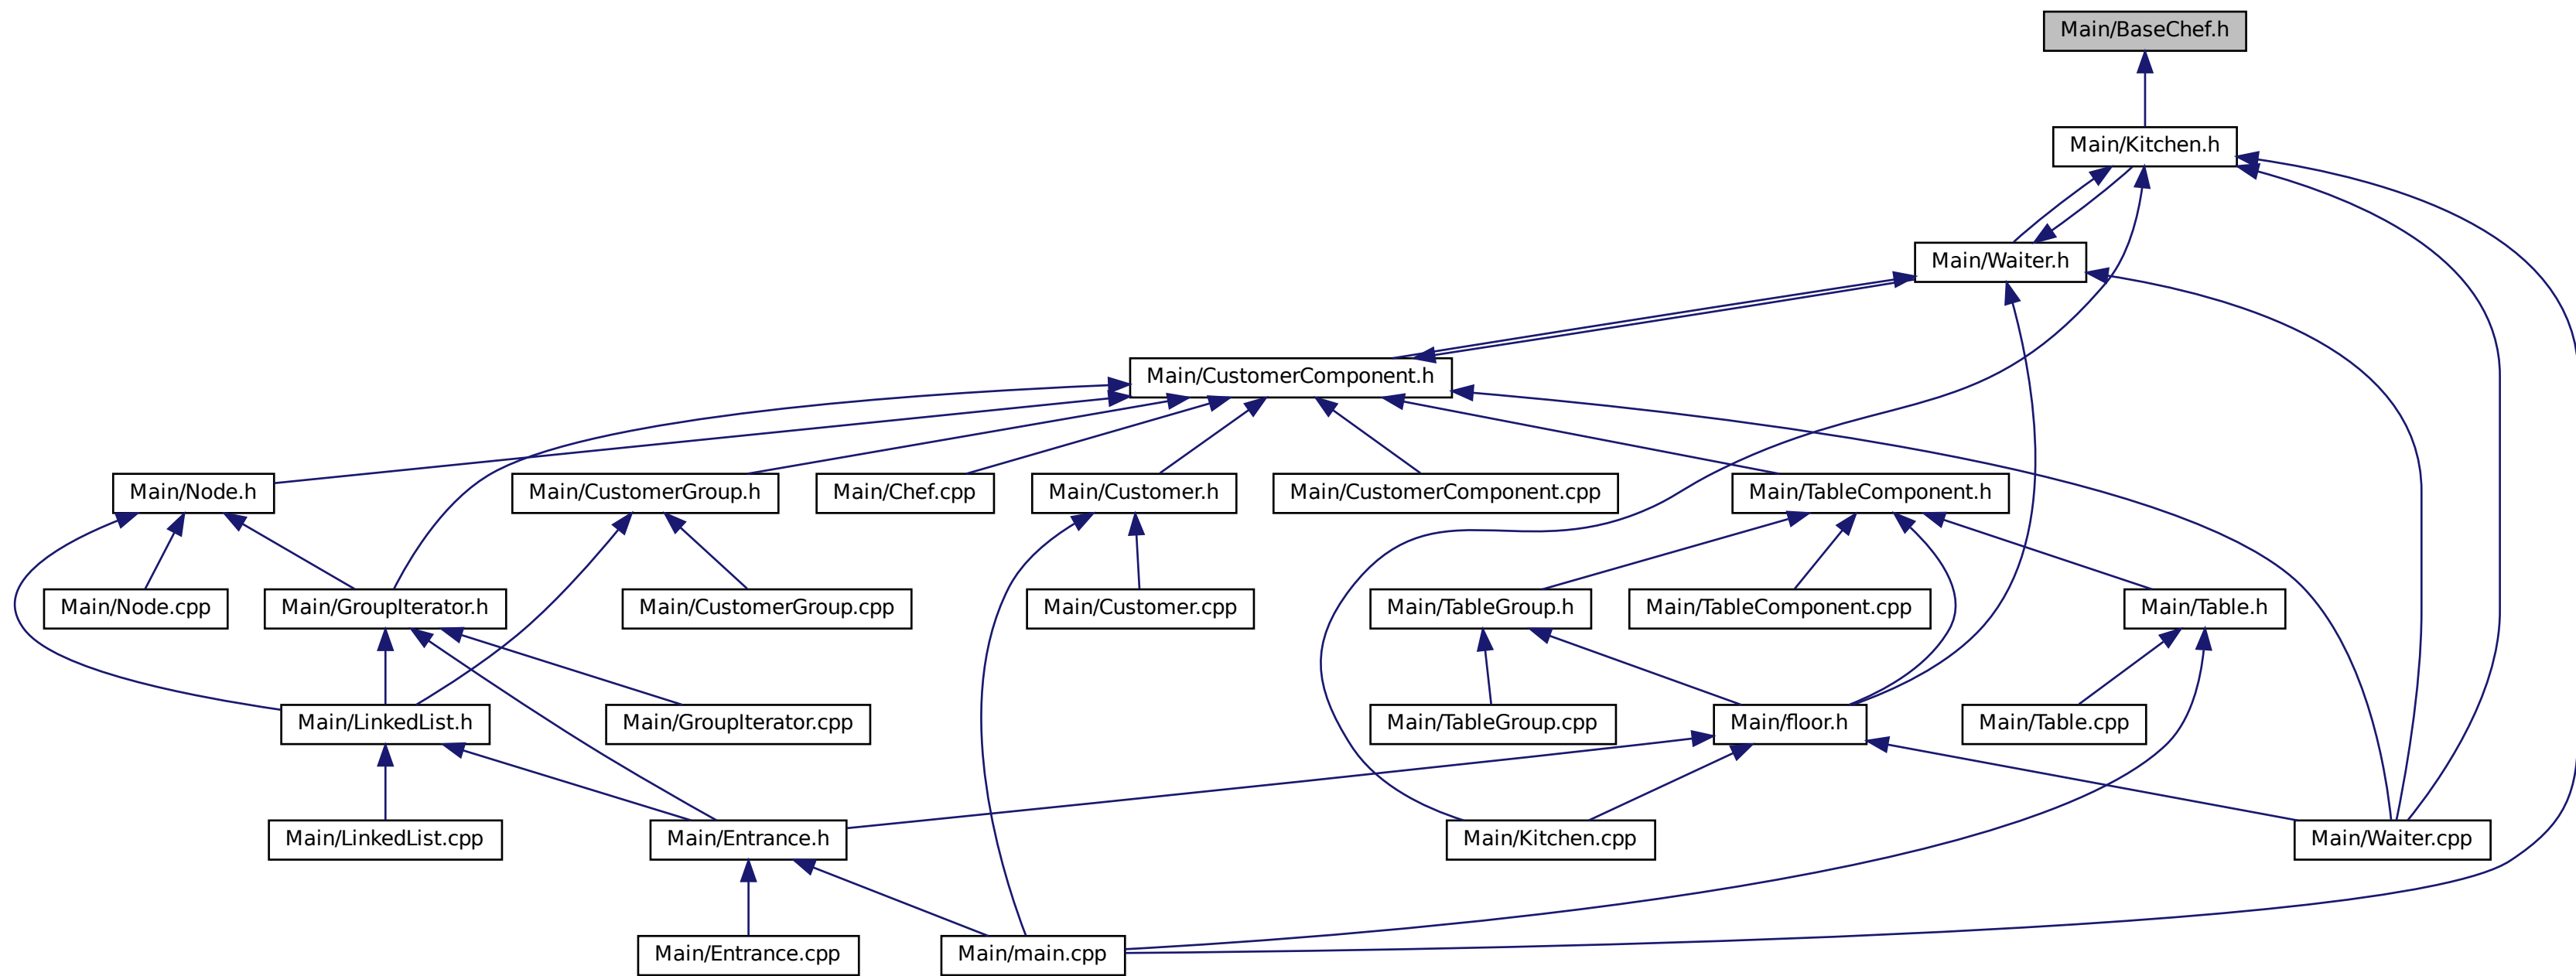 Main/BaseChef.h
Main/Kitchen.h
Main/Waiter.h
Main/CustomerComponent.h
Main/Node.h
Main/CustomerGroup.h
Main/Chef.cpp
Main/Customer.h
Main/CustomerComponent.cpp
Main/TableComponent.h
Main/Node.cpp
Main/GroupIterator.h
Main/CustomerGroup.cpp
Main/Customer.cpp
Main/TableGroup.h
Main/TableComponent.cpp
Main/Table.h
Main/LinkedList.h
Main/GroupIterator.cpp
Main/TableGroup.cpp
Main/floor.h
Main/Table.cpp
Main/LinkedList.cpp
Main/Entrance.h
Main/Kitchen.cpp
Main/Waiter.cpp
Main/Entrance.cpp
Main/main.cpp